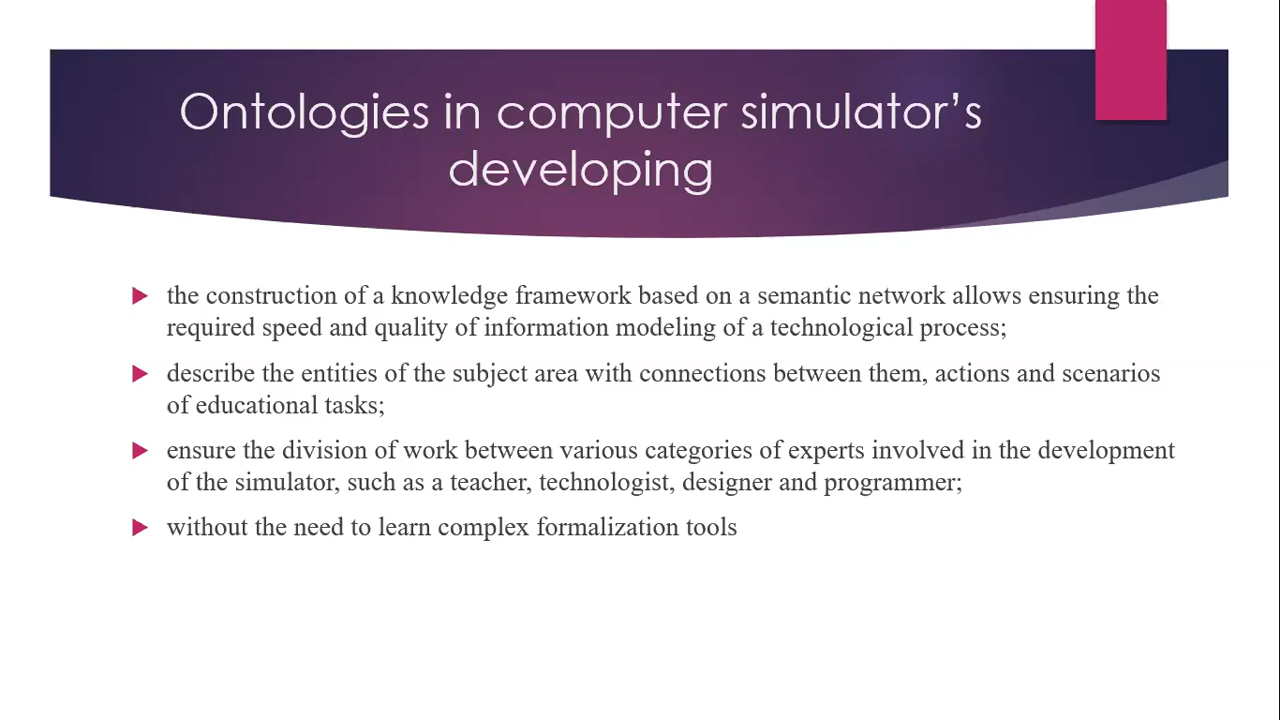 Ontologies in computer simulator’s
developing
the construction of a knowledge framework based on a semantic network allows ensuring the
required speed and quality of information modeling of a technological process;
describe the entities of the subject area with connections between them, actions and scenarios
of educational tasks;
ensure the division of work between various categories of experts involved in the development
of the simulator, such as a teacher, technologist, designer and programmer;
without the need to learn complex formalization tools